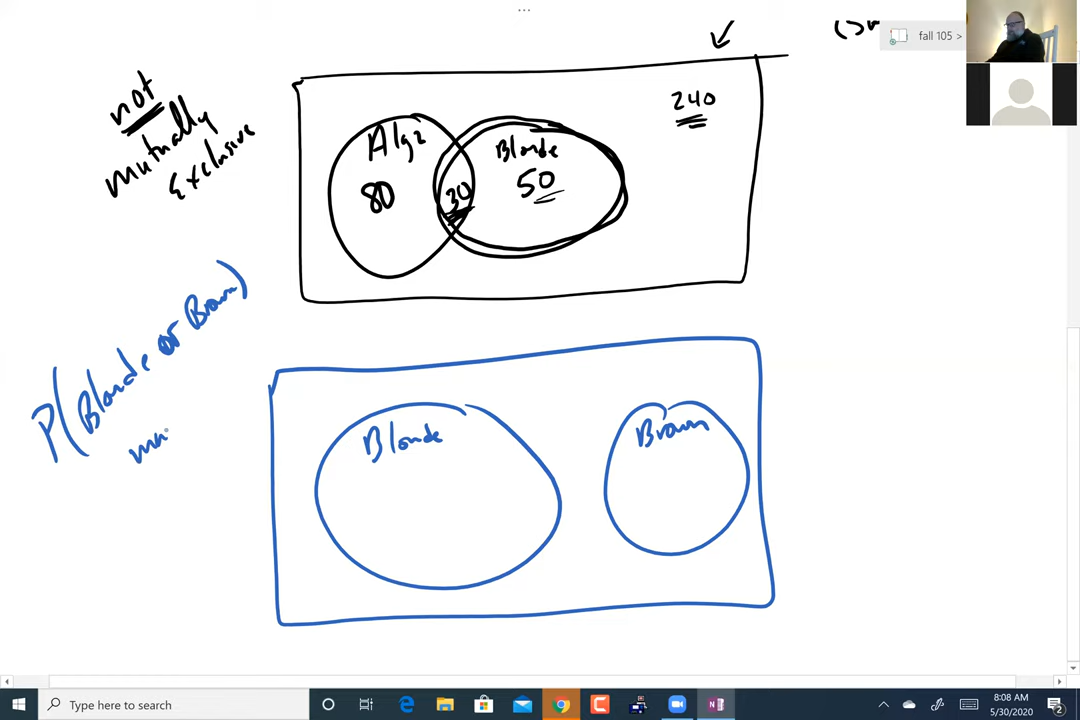 fall 105 >
240
not
mutually
Exclusive
Alg2
Blonde
80
30
50
P(Blonde or Brown)
Blonde
Brown
Type here to search
8:08 AM
5/30/2020
2